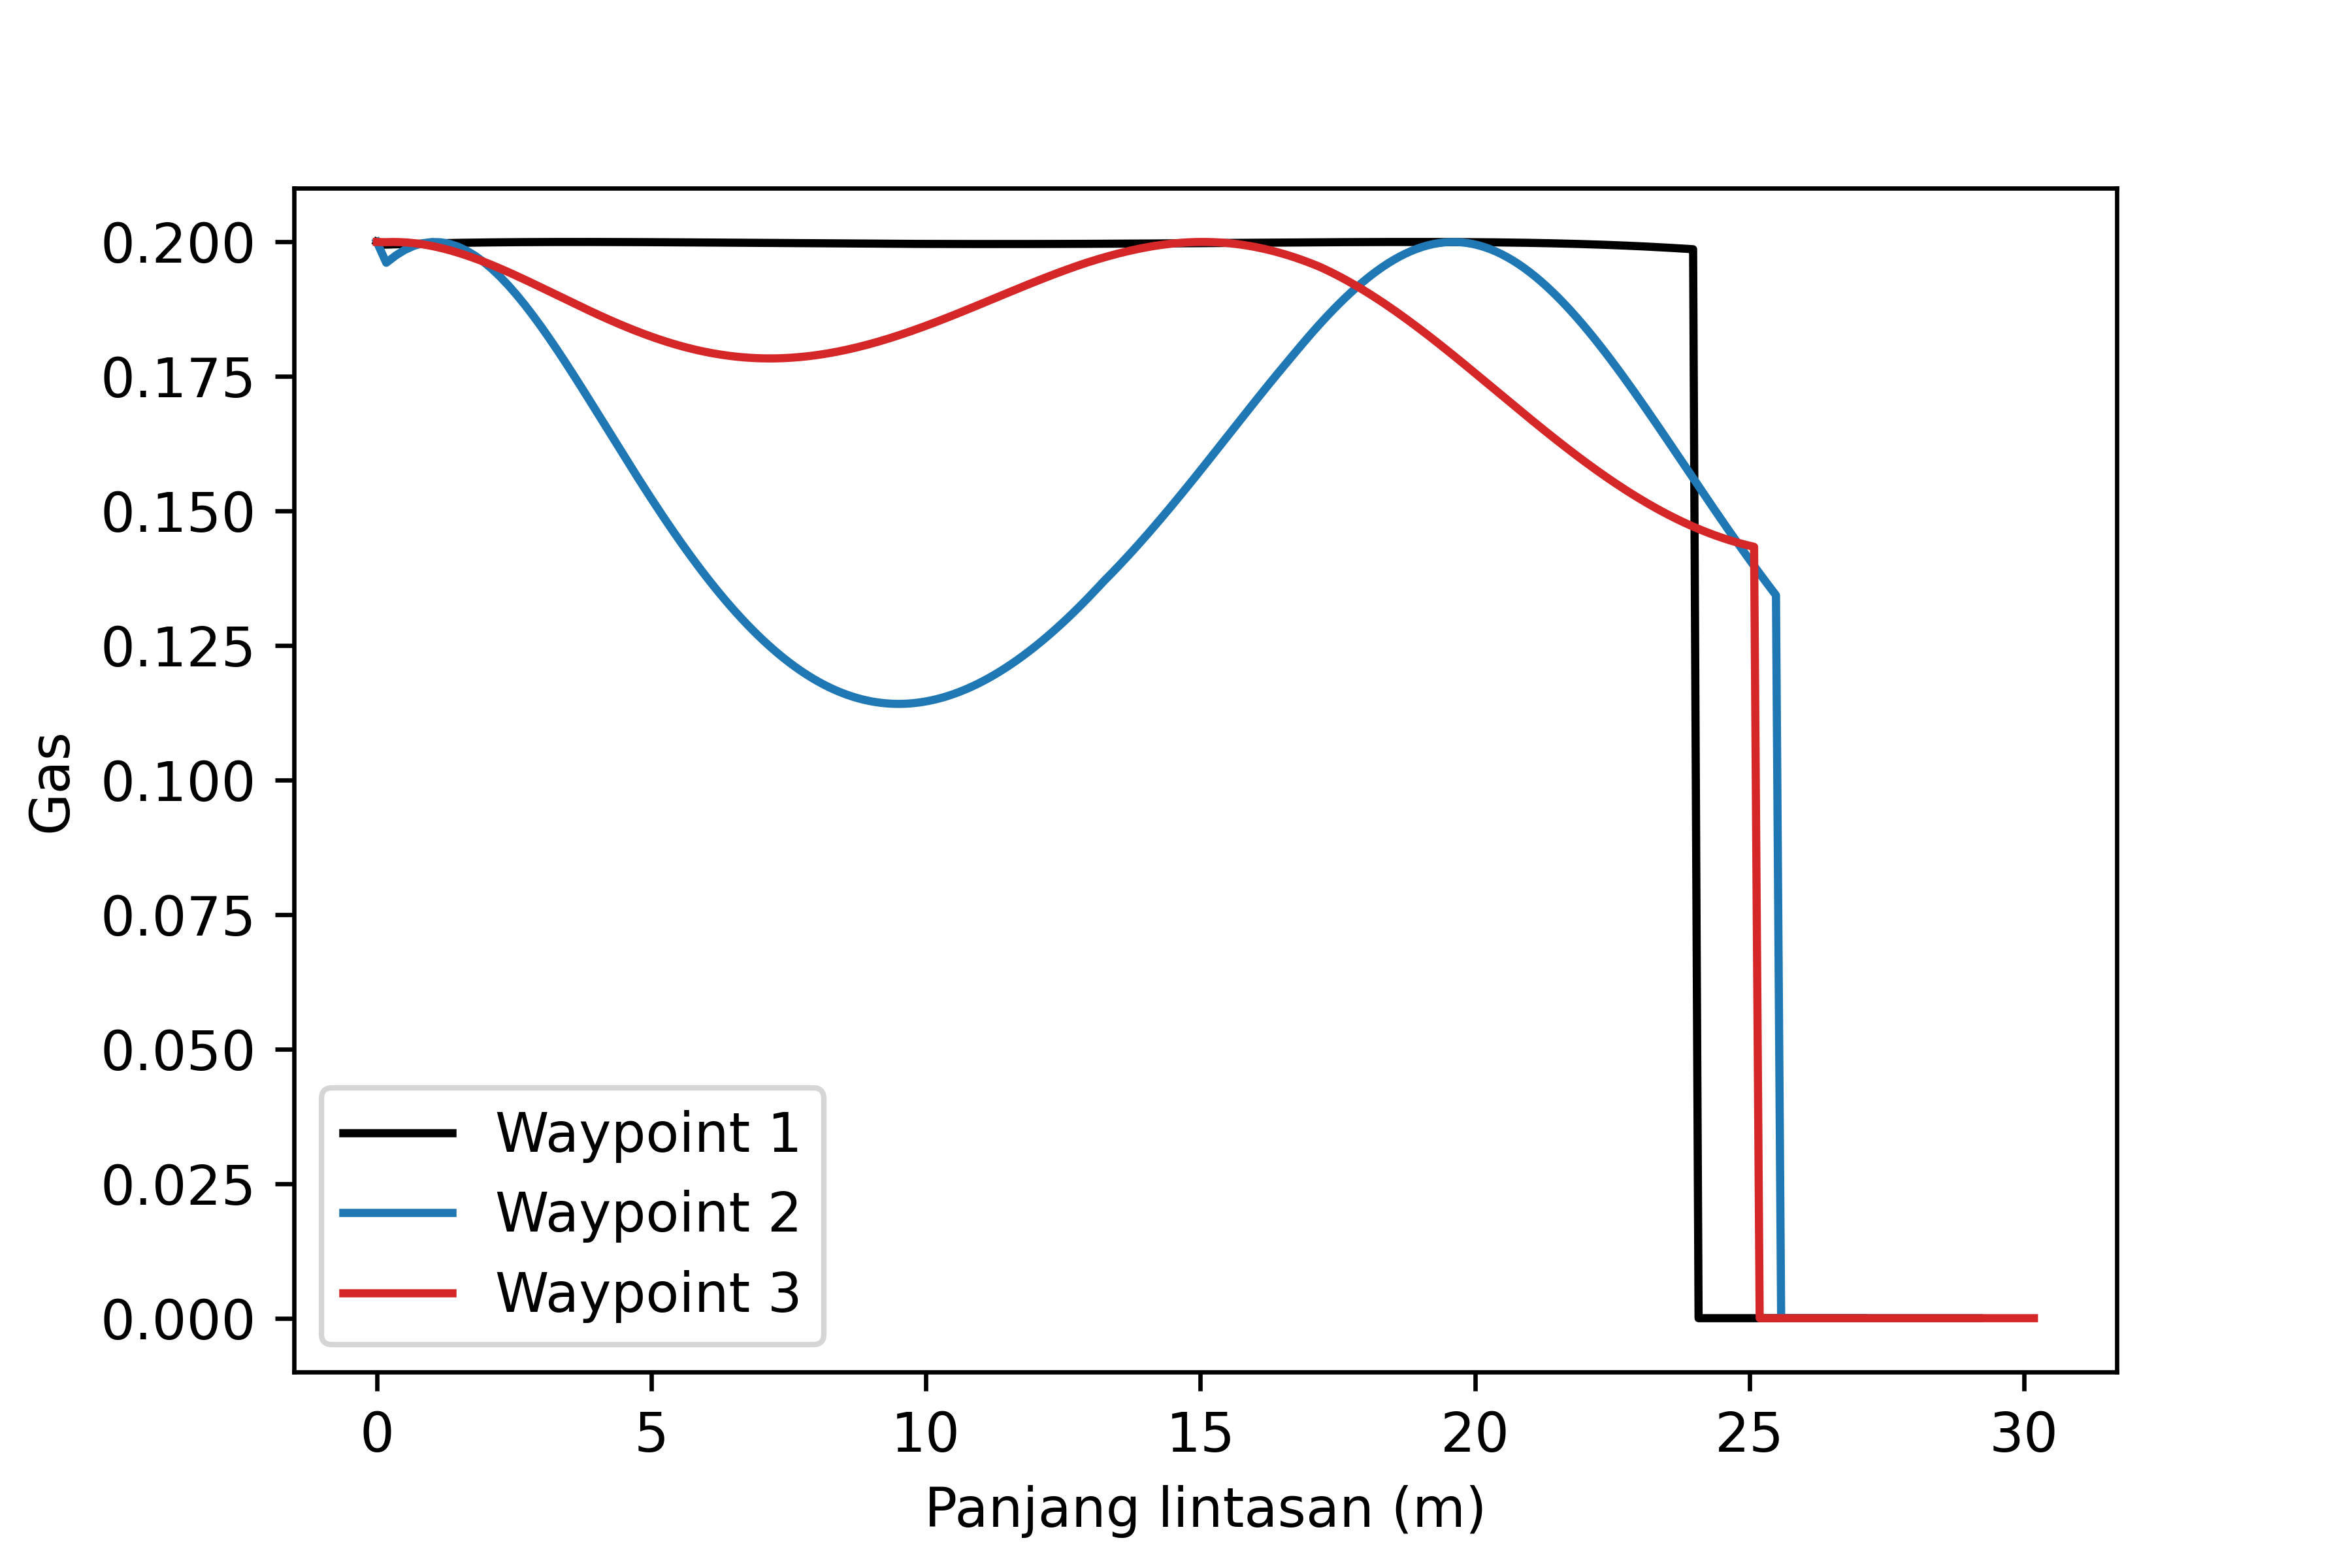 0.200
0.175
0.150
0.125
0.100
0.075
0.050
0.025
0.000
Gas
Waypoint 1
Waypoint 2
Waypoint 3
0 5 10 15 20 25 30
Panjang lintasan (m)